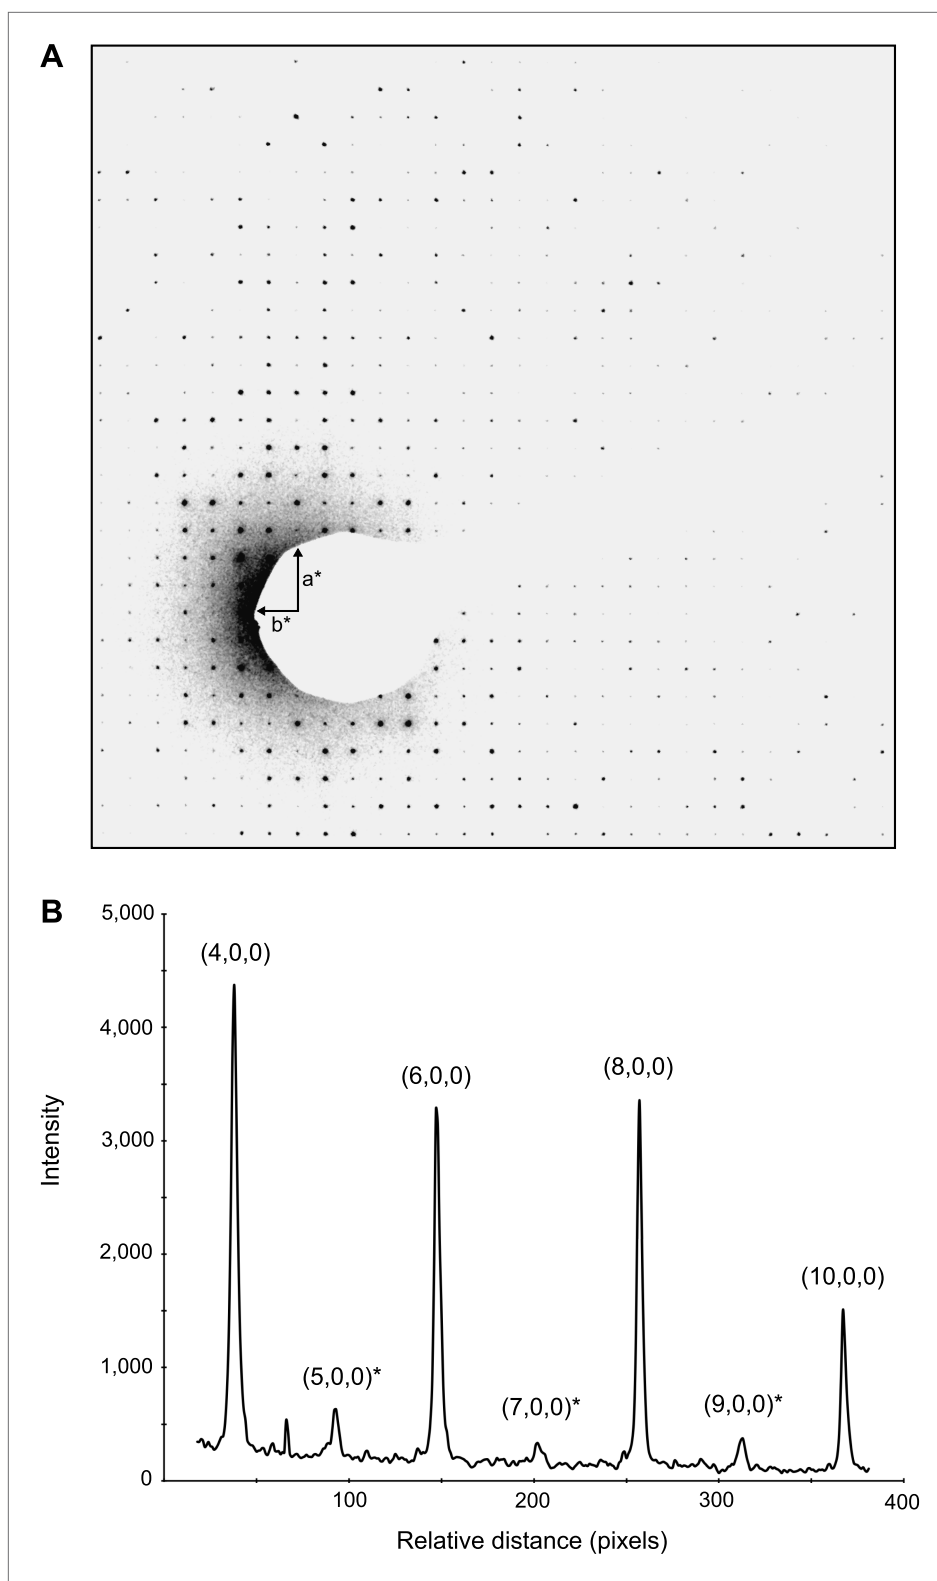 A
a*
b*
B
5,000
(4,0,0)
4,000
(6,0,0)
(8,0,0)
3,000
Intensity
2,000
(10,0,0)
1,000
(5,0,0)*
(7,0,0)*
(9,0,0)*
0
100
200
300
400
Relative distance (pixels)